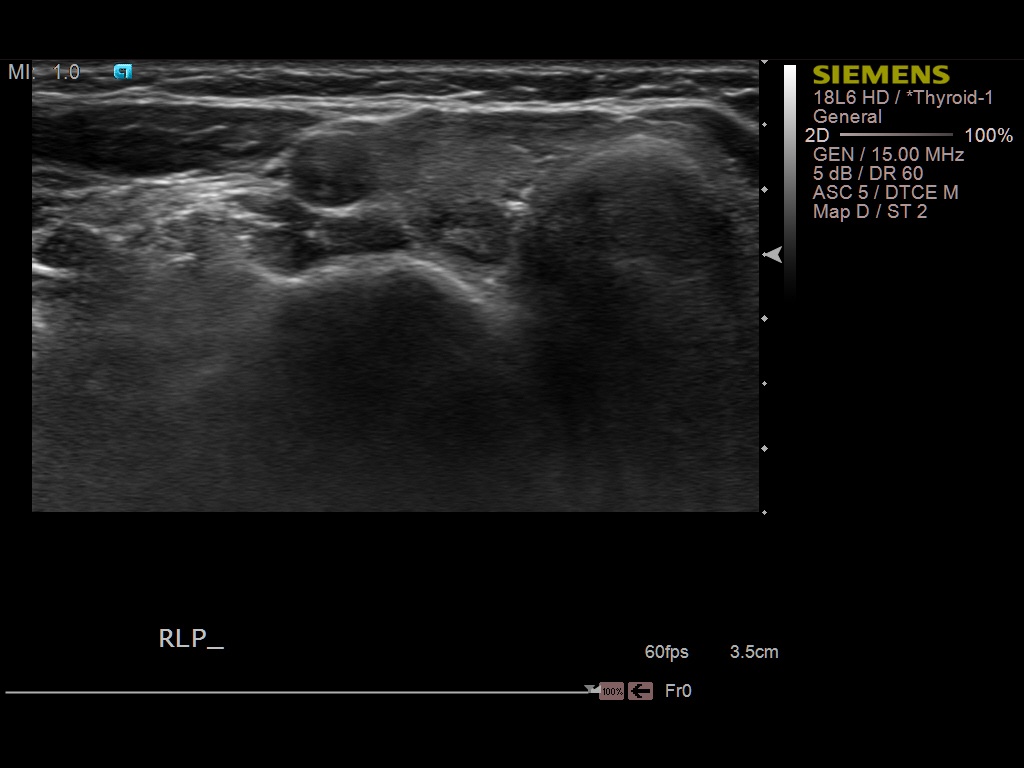 MI: 1.0
SIEMENS
18L6 HD / *Thyroid-1
General
2D 100%
GEN / 15.00 MHz
5 dB / DR 60
ASC 5 / DTCE M
Map D / ST 2
RLP_
60fps 3.5cm
100% Fr0